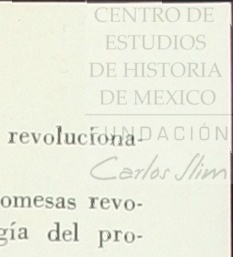 CENTRO DE
ESTUDIOS
DE HISTORIA
DE MEXICO
FUNDACIÓN
Carlos Slim
revoluciona-
omesas revo-
gía del pro-